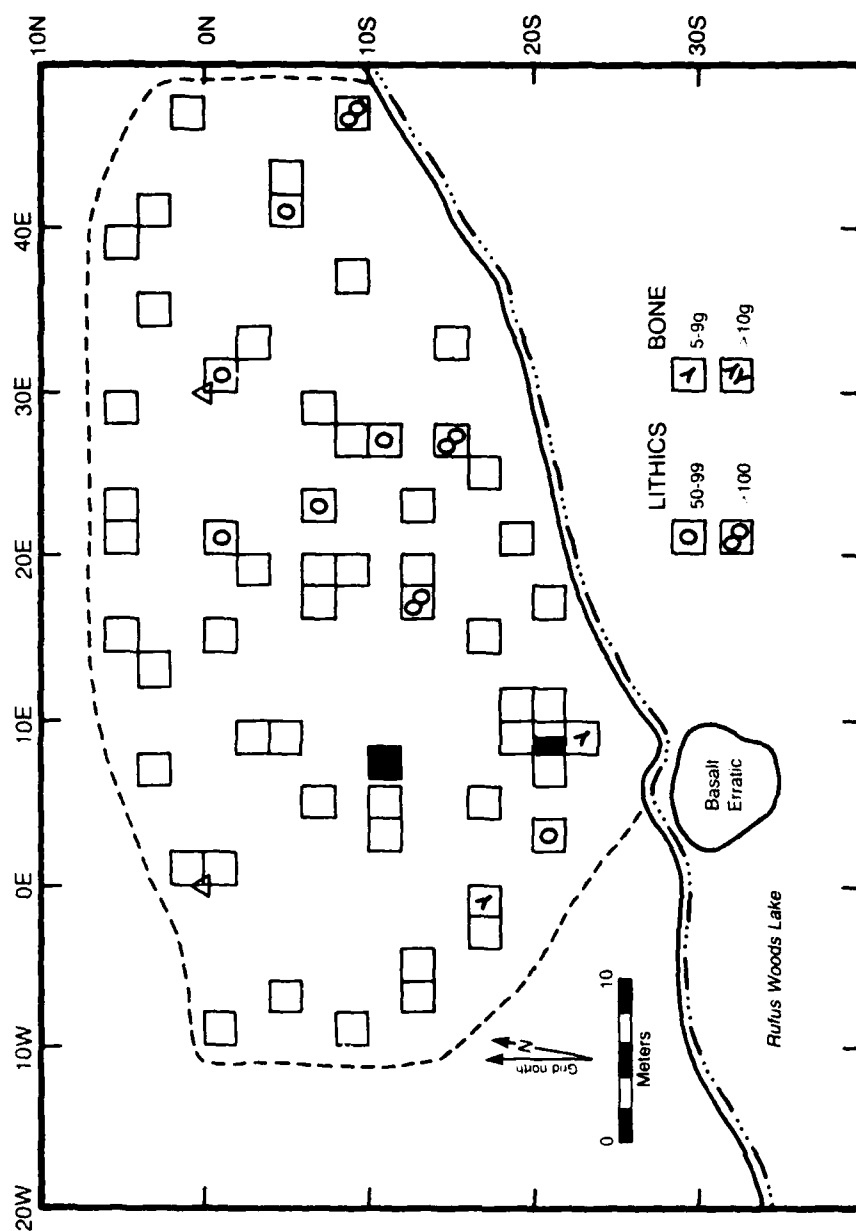 10N
0N
10S
20S
30S
20W
10W
0E
10E
20E
30E
40E
Grid north
N
0
10
Meters
LITHICS
50-99
>100
BONE
5-9g
>10g
Basalt
Erratic
Rufus Woods Lake